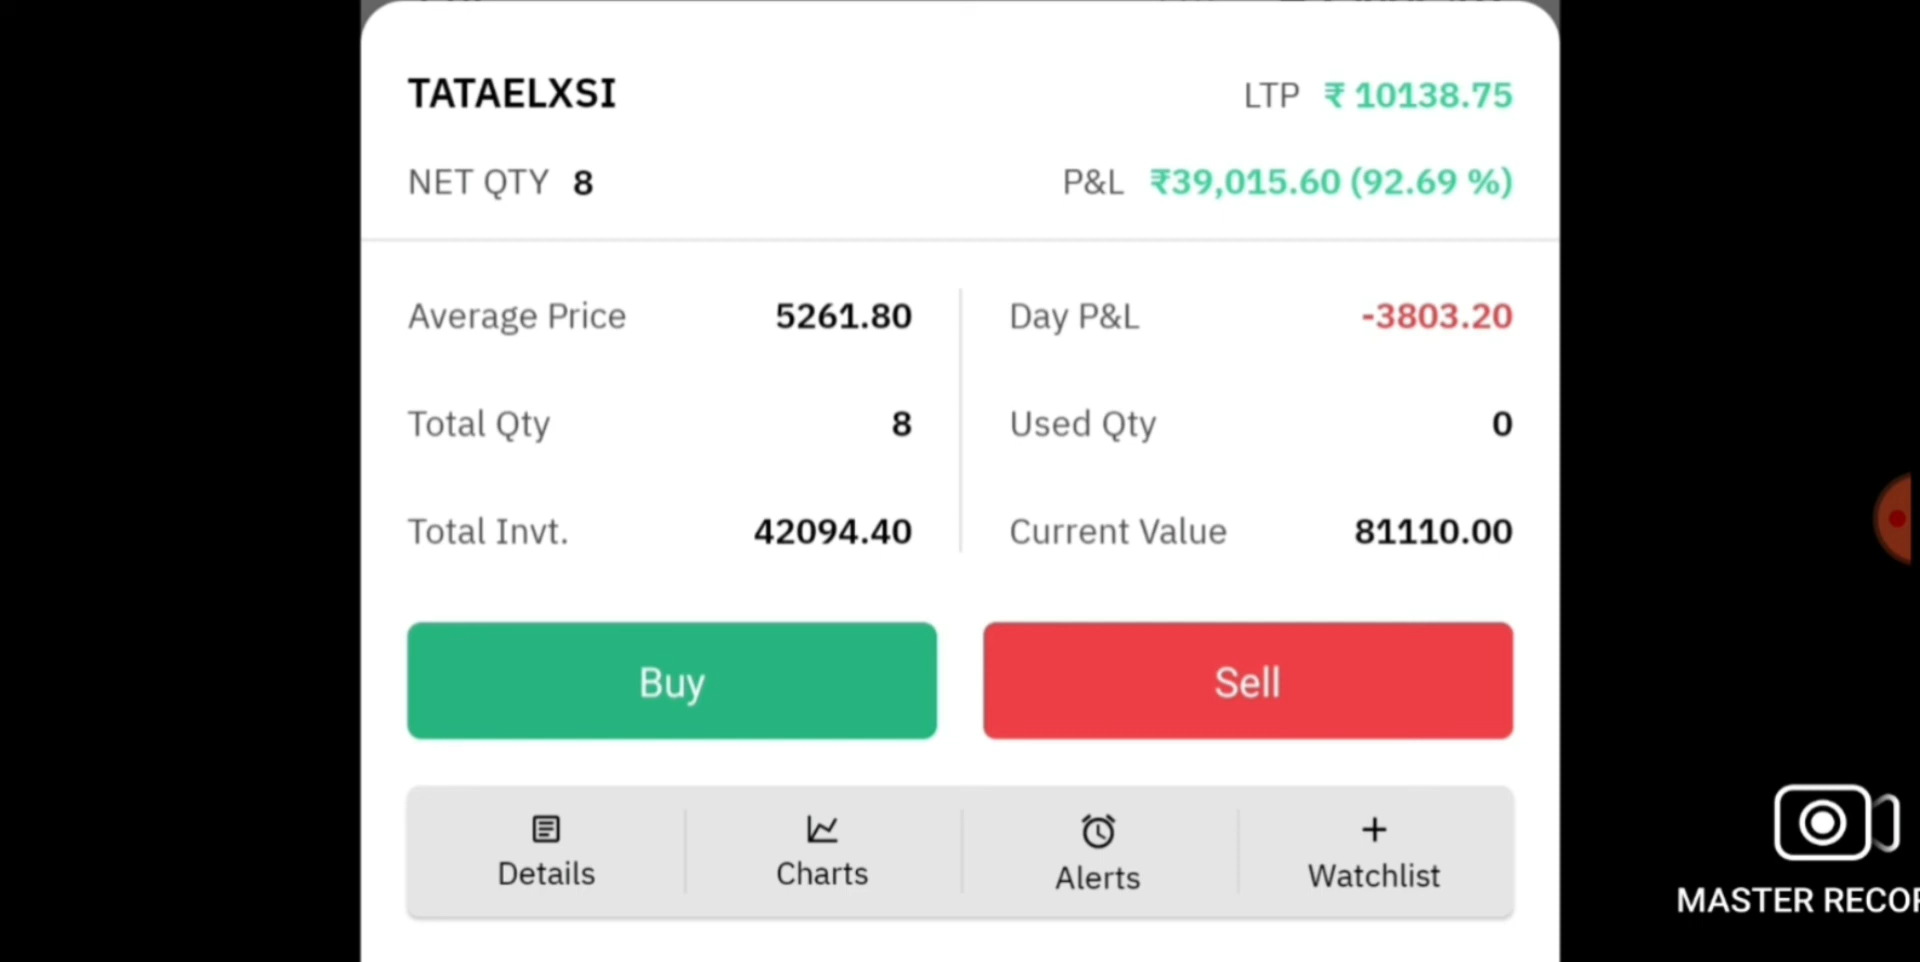 TATAELXSI LTP ₹ 10138.75
NET QTY 8 P&L ₹39,015.60 (92.69 %)
Average Price 5261.80 Day P&L -3803.20
Total Qty 8 Used Qty 0
Total Invt. 42094.40 Current Value 81110.00
Buy Sell
Details Charts Alerts Watchlist
MASTER RECOR